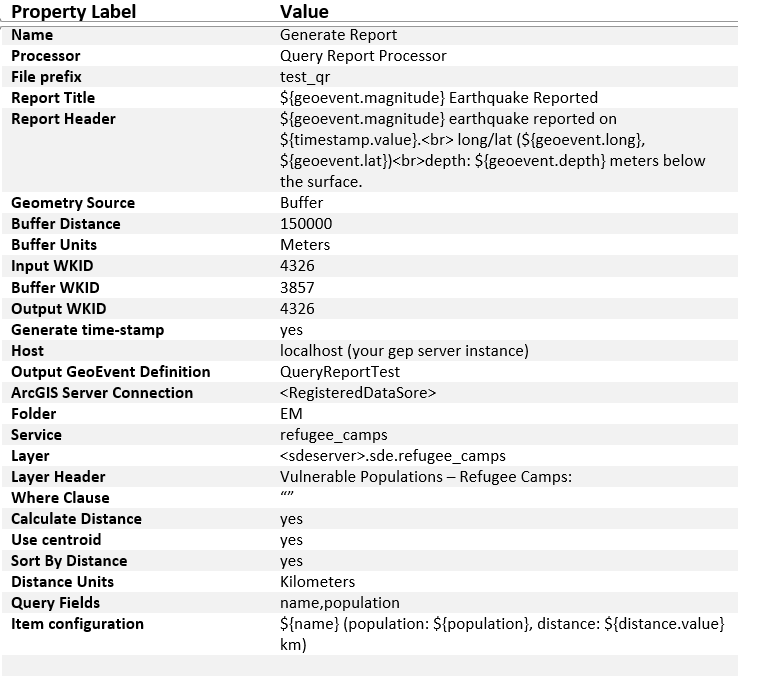 Property Label Value
Name Generate Report
Processor Query Report Processor
File prefix test_qr
Report Title ${geoevent.magnitude} Earthquake Reported
Report Header ${geoevent.magnitude} earthquake reported on
${timestamp.value}.<br> long/lat (${geoevent.long},
${geoevent.lat})<br>depth: ${geoevent.depth} meters below
the surface.
Geometry Source Buffer
Buffer Distance 150000
Buffer Units Meters
Input WKID 4326
Buffer WKID 3857
Output WKID 4326
Generate time-stamp yes
Host localhost (your gep server instance)
Output GeoEvent Definition QueryReportTest
ArcGIS Server Connection <RegisteredDataSore>
Folder EM
Service refugee_camps
Layer <sdeserver>.sde.refugee_camps
Layer Header Vulnerable Populations – Refugee Camps:
Where Clause “”
Calculate Distance yes
Use centroid yes
Sort By Distance yes
Distance Units Kilometers
Query Fields name,population
Item configuration ${name} (population: ${population}, distance: ${distance.value}
km)